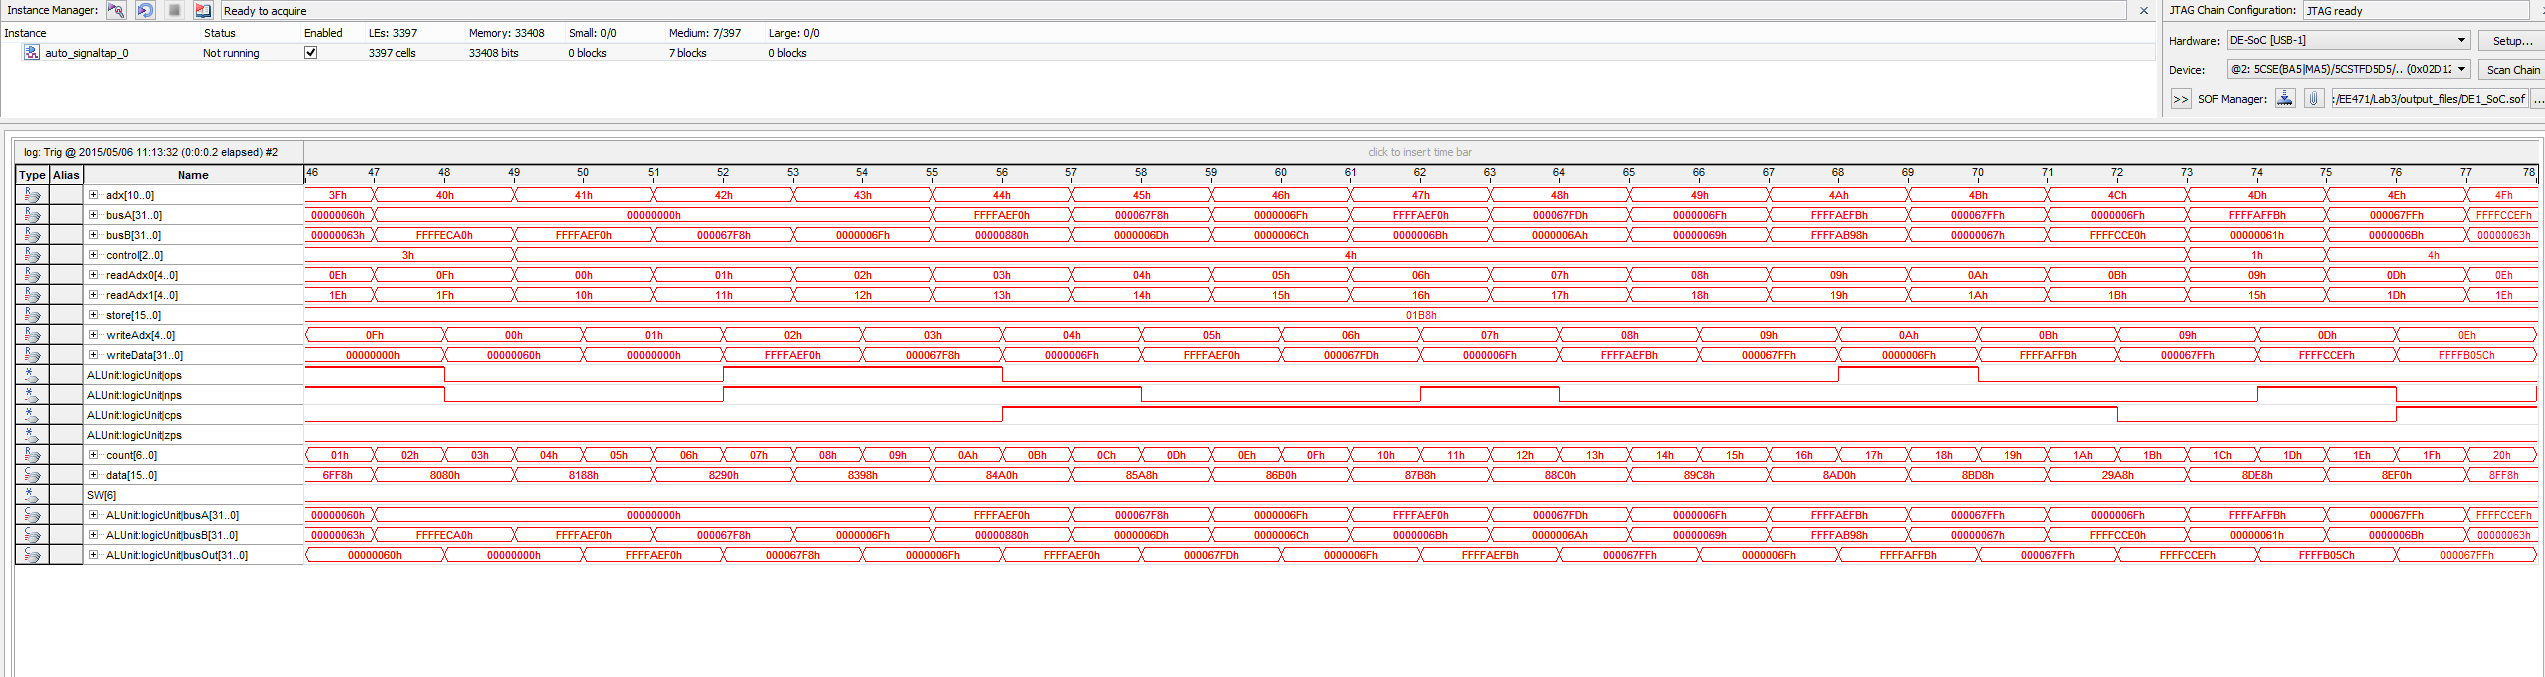 Instance Manager: Ready to acquire
JTAG Chain Configuration: JTAG ready
Instance Status Enabled LEs: 3397 Memory: 33408 Small: 0/0 Medium: 7/397 Large: 0/0
auto_signaltap_0 Not running 3397 cells 33408 bits 0 blocks 7 blocks 0 blocks
Hardware: DE-SoC [USB-1] Setup...
Device: @2: 5CSE(BA5|MA5)/5CSTFD5D5/.. (0x02D12 Scan Chain
>> SOF Manager: :/EE471/Lab3/output_files/DE1_SoC.sof ...
log: Trig @ 2015/05/06 11:13:32 (0:0:0.2 elapsed) #2 click to insert time bar
Type Alias Name 46 47 48 49 50 51 52 53 54 55 56 57 58 59 60 61 62 63 64 65 66 67 68 69 70 71 72 73 74 75 76 77 78
adx[10..0] 3Fh 40h 41h 42h 43h 44h 45h 46h 47h 48h 49h 4Ah 4Bh 4Ch 4Dh 4Eh 4Fh
busA[31..0] 00000060h 00000000h FFFFAEF0h 000067F8h 0000006Fh FFFFAEF0h 000067FDh 0000006Fh FFFFAEFBh 000067FFh 0000006Fh FFFFAFFBh 000067FFh FFFFCCEFh
busB[31..0] 00000063h FFFFECA0h FFFFAEF0h 000067F8h 0000006Fh 00000880h 0000006Dh 0000006Ch 0000006Bh 0000006Ah 00000069h FFFFAB98h 00000067h FFFFCCE0h 00000061h 0000006Bh 00000063h
control[2..0] 3h 4h 1h 4h
readAdx0[4..0] 0Eh 0Fh 00h 01h 02h 03h 04h 05h 06h 07h 08h 09h 0Ah 0Bh 09h 0Dh 0Eh
readAdx1[4..0] 1Eh 1Fh 10h 11h 12h 13h 14h 15h 16h 17h 18h 19h 1Ah 1Bh 15h 1Dh 1Eh
store[15..0] 01B8h
writeAdx[4..0] 0Fh 00h 01h 02h 03h 04h 05h 06h 07h 08h 09h 0Ah 0Bh 09h 0Dh 0Eh
writeData[31..0] 00000000h 00000060h 00000000h FFFFAEF0h 000067F8h 0000006Fh FFFFAEF0h 000067FDh 0000006Fh FFFFAEFBh 000067FFh 0000006Fh FFFFAFFBh 000067FFh FFFFCCEFh FFFFB05Ch
ALUnit:logicUnit|ops
ALUnit:logicUnit|nps
ALUnit:logicUnit|cps
ALUnit:logicUnit|zps
count[6..0] 01h 02h 03h 04h 05h 06h 07h 08h 09h 0Ah 0Bh 0Ch 0Dh 0Eh 0Fh 10h 11h 12h 13h 14h 15h 16h 17h 18h 19h 1Ah 1Bh 1Ch 1Dh 1Eh 1Fh 20h
data[15..0] 6FF8h 8080h 8188h 8290h 8398h 84A0h 85A8h 86B0h 87B8h 88C0h 89C8h 8AD0h 8BD8h 29A8h 8DE8h 8EF0h 8FF8h
SW[6]
ALUnit:logicUnit|busA[31..0] 00000060h 00000000h FFFFAEF0h 000067F8h 0000006Fh FFFFAEF0h 000067FDh 0000006Fh FFFFAEFBh 000067FFh 0000006Fh FFFFAFFBh 000067FFh FFFFCCEFh
ALUnit:logicUnit|busB[31..0] 00000063h FFFFECA0h FFFFAEF0h 000067F8h 0000006Fh 00000880h 0000006Dh 0000006Ch 0000006Bh 0000006Ah 00000069h FFFFAB98h 00000067h FFFFCCE0h 00000061h 0000006Bh 00000063h
ALUnit:logicUnit|busOut[31..0] 00000060h 00000000h FFFFAEF0h 000067F8h 0000006Fh FFFFAEF0h 000067FDh 0000006Fh FFFFAEFBh 000067FFh 0000006Fh FFFFAFFBh 000067FFh FFFFCCEFh FFFFB05Ch 000067FFh